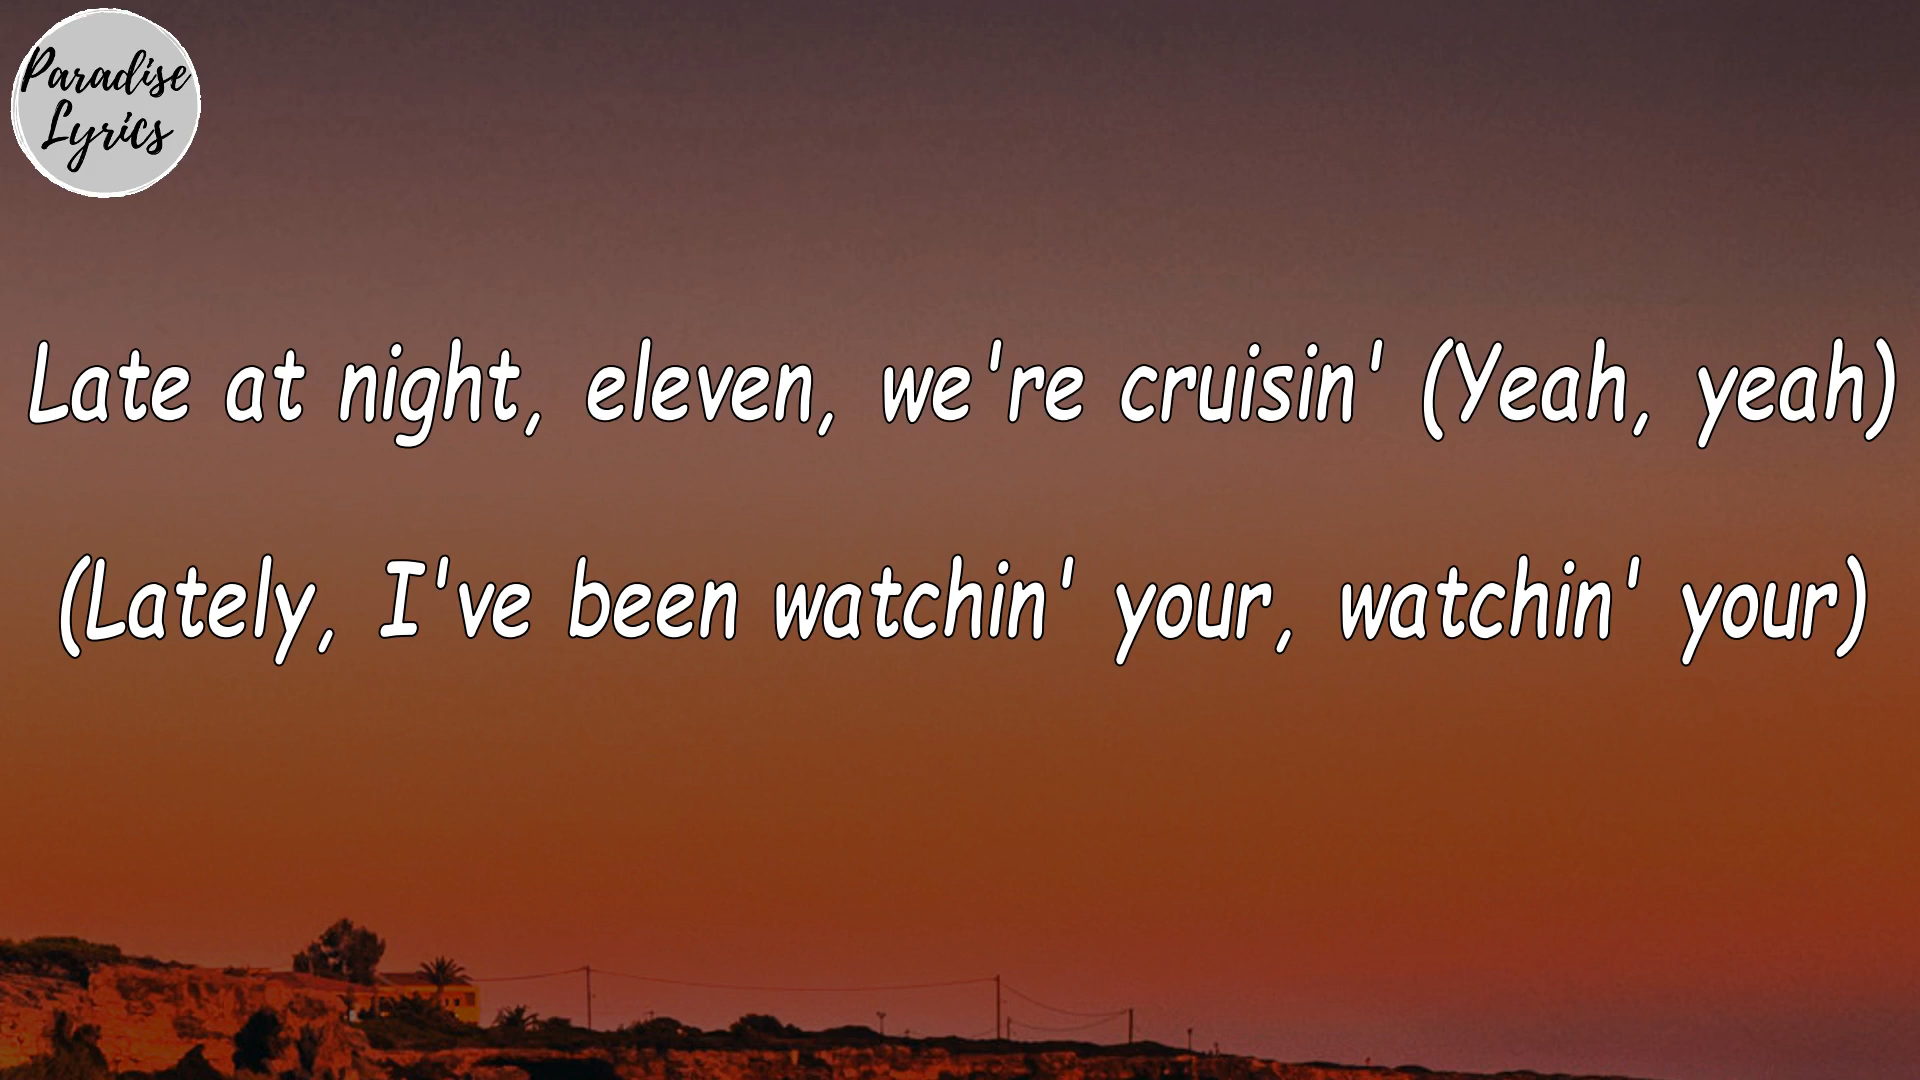 Paradise
Lyrics
Late at night, eleven, we're cruisin' (Yeah, yeah)
(Lately, I've been watchin' your, watchin' your)